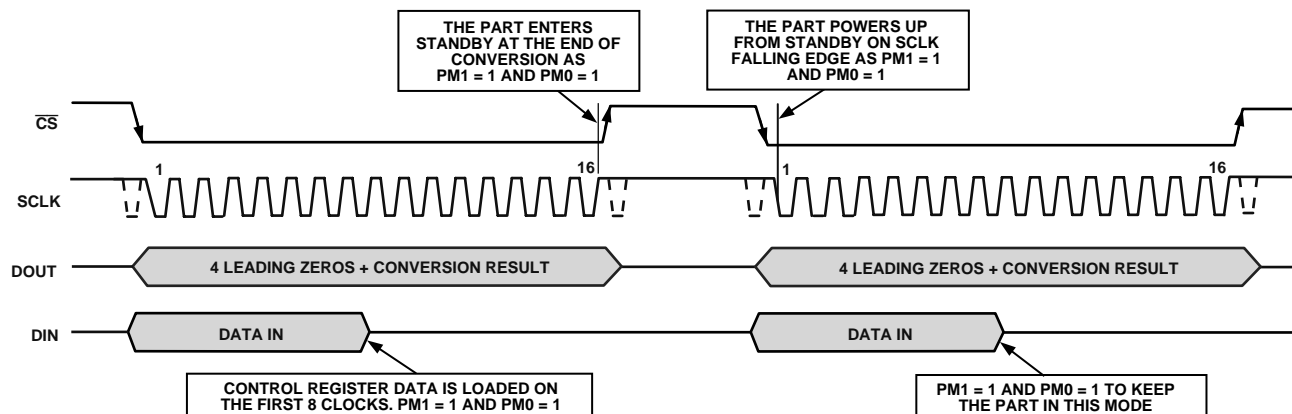 THE PART ENTERS
STANDBY AT THE END OF
CONVERSION AS
PM1 = 1 AND PM0 = 1
THE PART POWERS UP
FROM STANDBY ON SCLK
FALLING EDGE AS PM1 = 1
AND PM0 = 1
CS
1
16
1
16
SCLK
DOUT
4 LEADING ZEROS + CONVERSION RESULT
4 LEADING ZEROS + CONVERSION RESULT
DIN
DATA IN
DATA IN
CONTROL REGISTER DATA IS LOADED ON
THE FIRST 8 CLOCKS. PM1 = 1 AND PM0 = 1
PM1 = 1 AND PM0 = 1 TO KEEP
THE PART IN THIS MODE